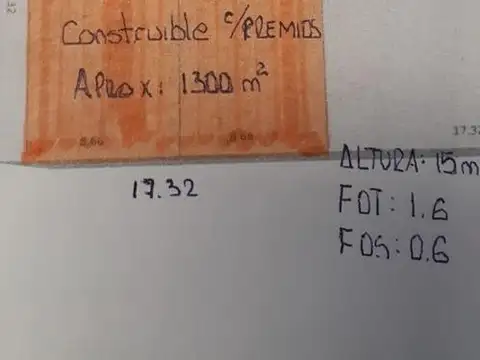 32
Construible c/PREMIOS
APROX: 1300 m²
8,66 8,66
17.32
17.32
ALTURA: 15m
FOT: 1.6
FOS: 0.6